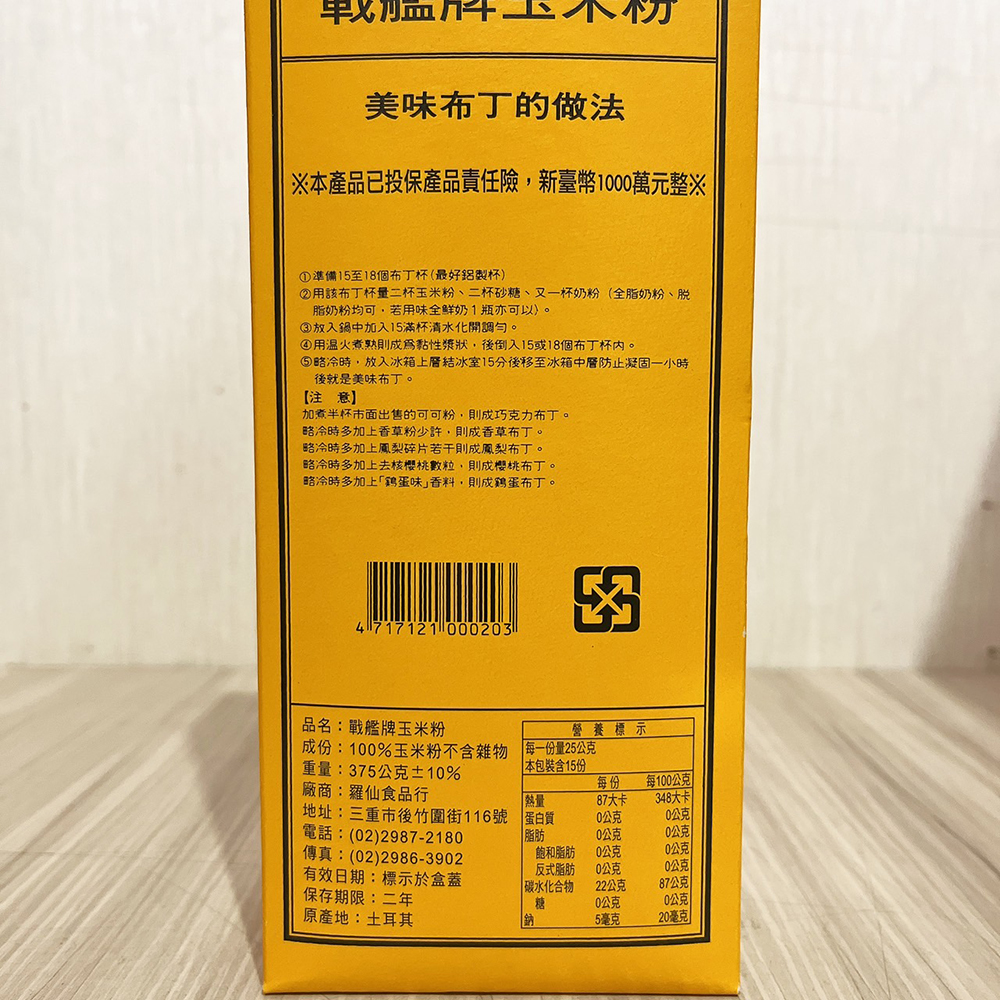 戰艦牌玉米粉
美味布丁的做法
※本產品已投保產品責任險，新臺幣1000萬元整※
①準備15至18個布丁杯(最好鋁製杯)
②用該布丁杯量二杯玉米粉、二杯砂糖、又一杯奶粉（全脂奶粉、脫
脂奶粉均可，若用味全鮮奶1瓶亦可以）。
③放入鍋中加入15滿杯清水化開調勻。
④用溫火煮熟則成為黏性漿狀，後倒入15或18個布丁杯內。
⑤略冷時，放入冰箱上層結冰室15分後移至冰箱中層防止凝固一小時
後就是美味布丁。
【注　意】
加煮半杯市面出售的可可粉，則成巧克力布丁。
略冷時多加上香草粉少許，則成香草布丁。
略冷時多加上鳳梨碎片若干則成鳳梨布丁。
略冷時多加上去核櫻桃數粒，則成櫻桃布丁。
略冷時多加上「鷄蛋味」香料，則成鷄蛋布丁。
4 717121 000203
品名：戰艦牌玉米粉
成份：100%玉米粉不含雜物
重量：375公克±10%
廠商：羅仙食品行
地址：三重市後竹圍街116號
電話：(02)2987-2180
傳真：(02)2986-3902
有效日期：標示於盒蓋
保存期限：二年
原產地：土耳其
營養標示
每一份量25公克
本包裝含15份
每份 每100公克
熱量 87大卡 348大卡
蛋白質 0公克 0公克
脂肪 0公克 0公克
飽和脂肪 0公克 0公克
反式脂肪 0公克 0公克
碳水化合物 22公克 87公克
糖 0公克 0公克
鈉 5毫克 20毫克